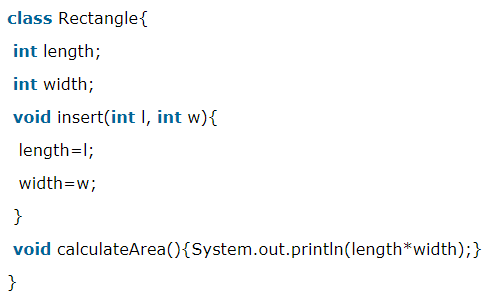 class Rectangle{
int length;
int width;
void insert(int l, int w){
length=l;
width=w;
}
void calculateArea(){System.out.println(length*width);}
}